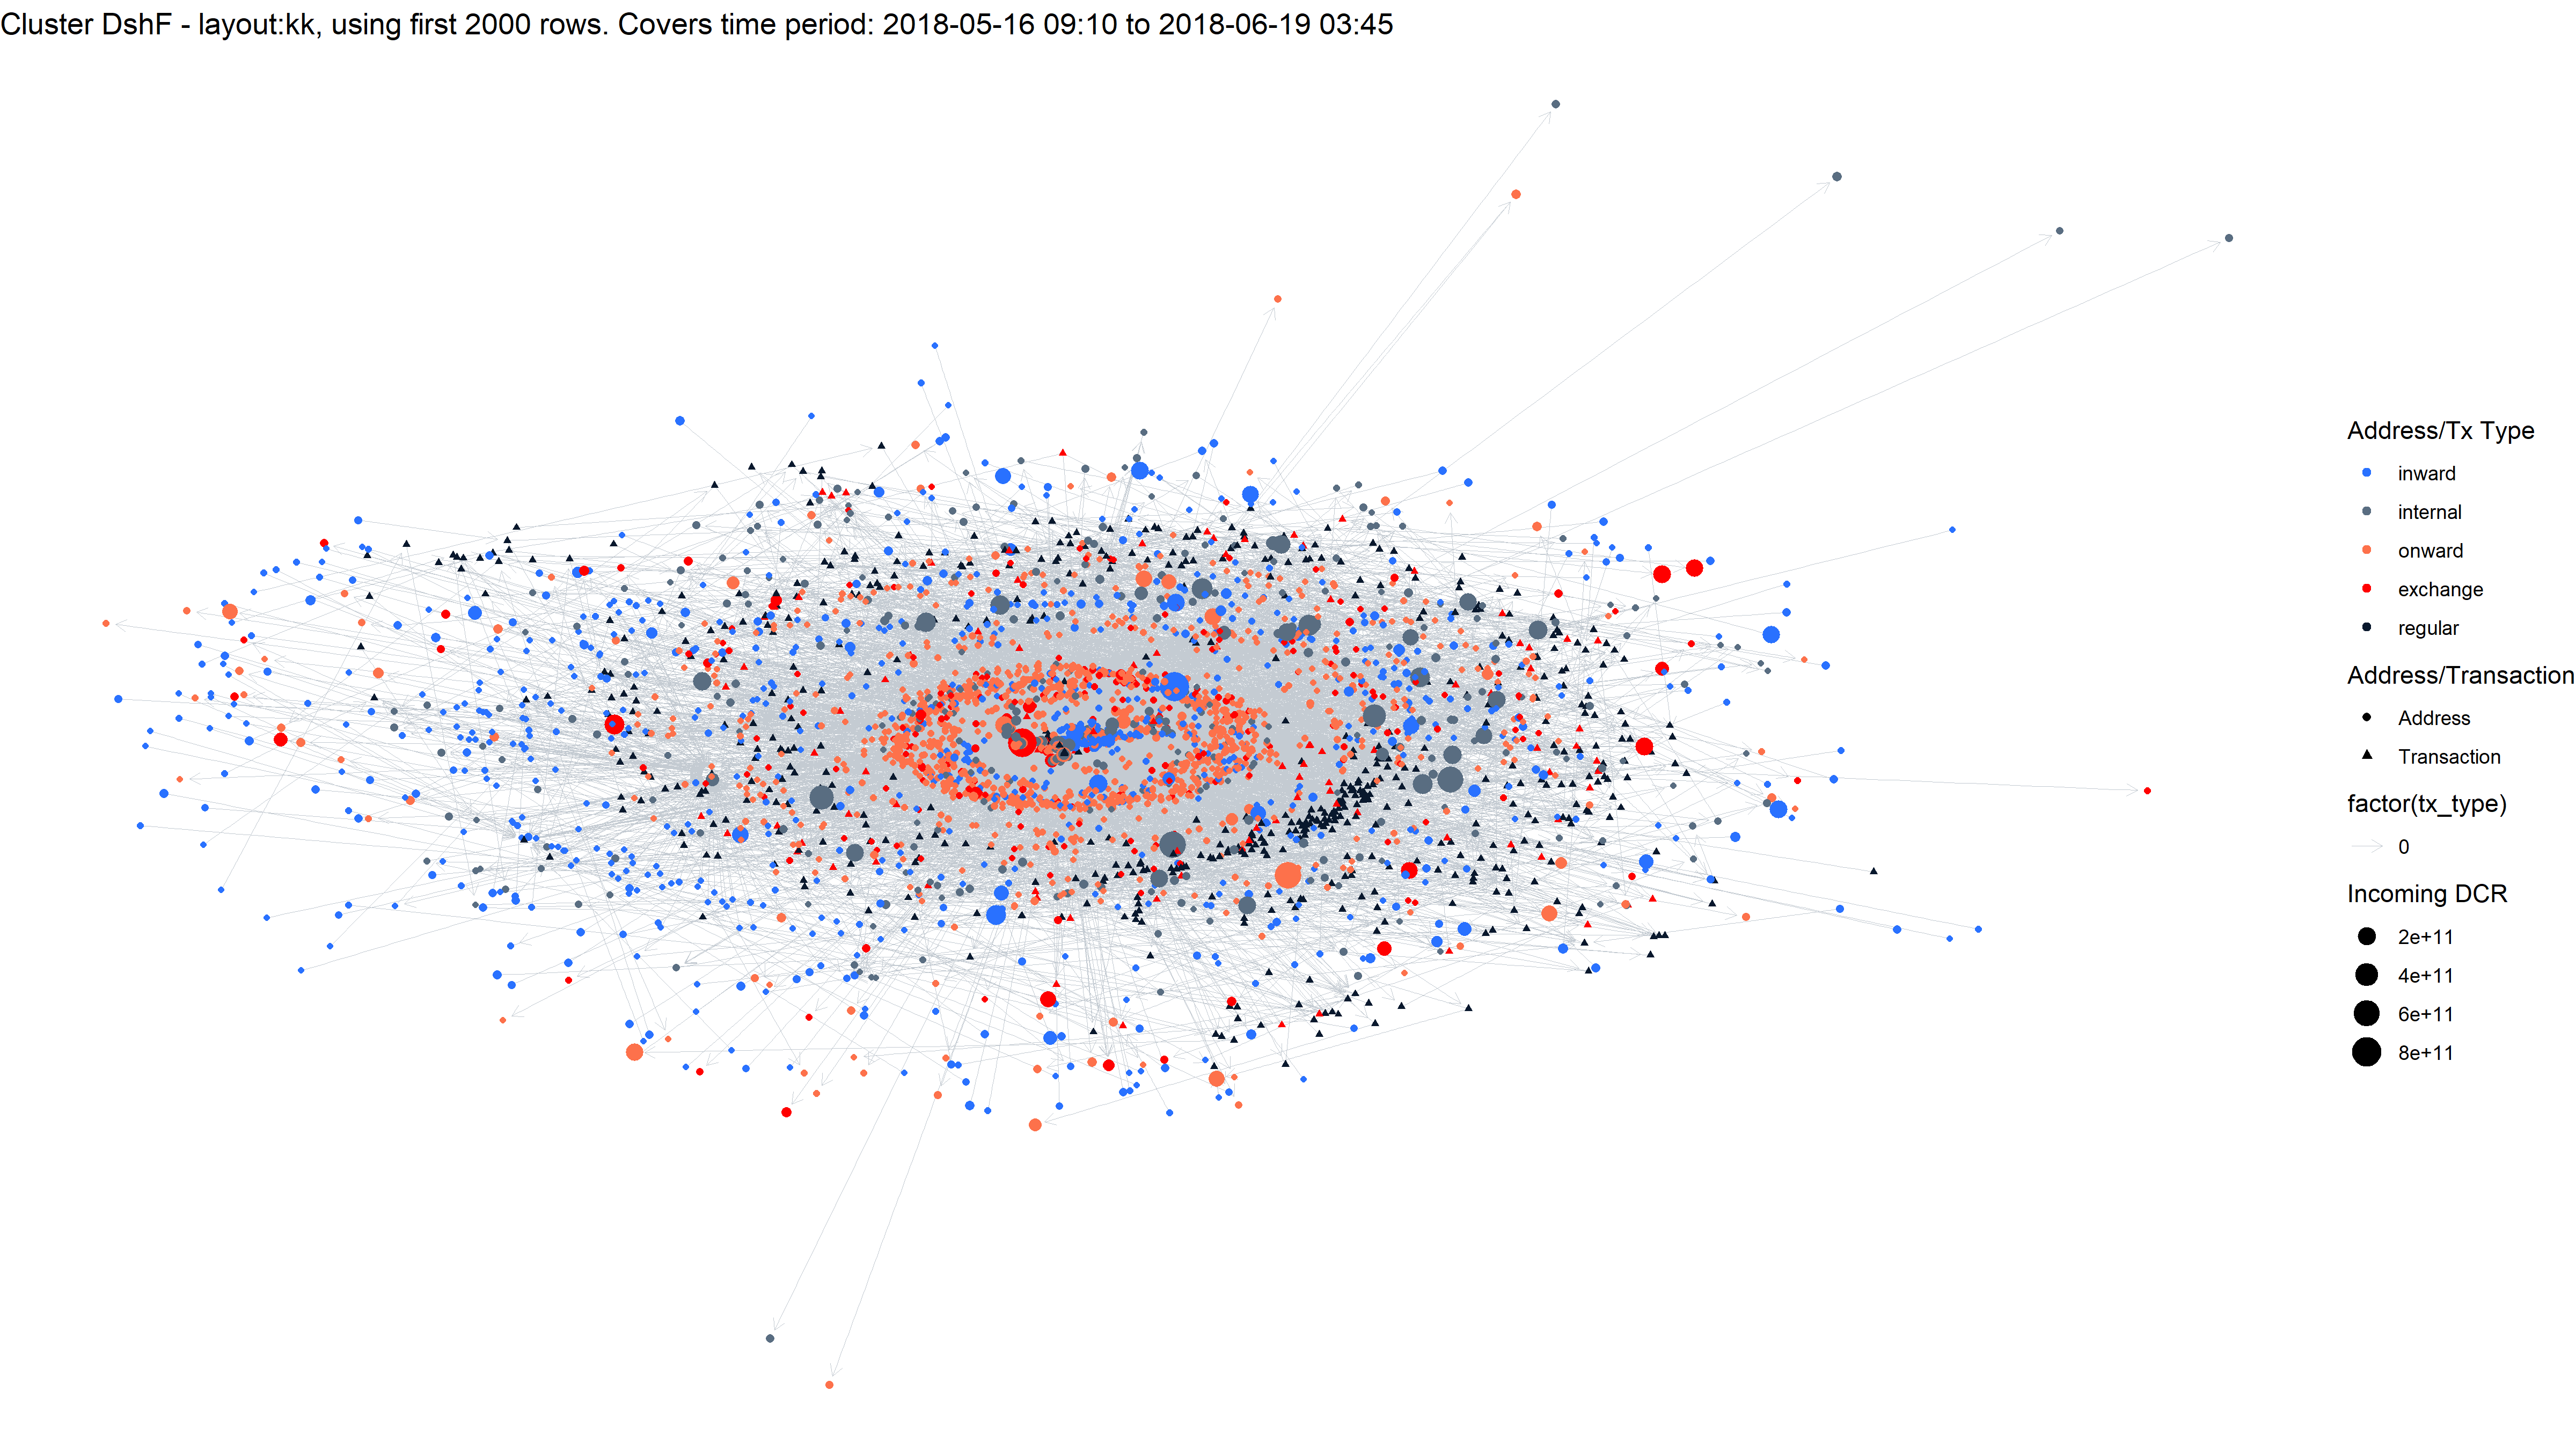 Cluster DshF - layout:kk, using first 2000 rows. Covers time period: 2018-05-16 09:10 to 2018-06-19 03:45
Address/Tx Type
inward
internal
onward
exchange
regular
Address/Transaction
Address
Transaction
factor(tx_type)
0
Incoming DCR
2e+11
4e+11
6e+11
8e+11